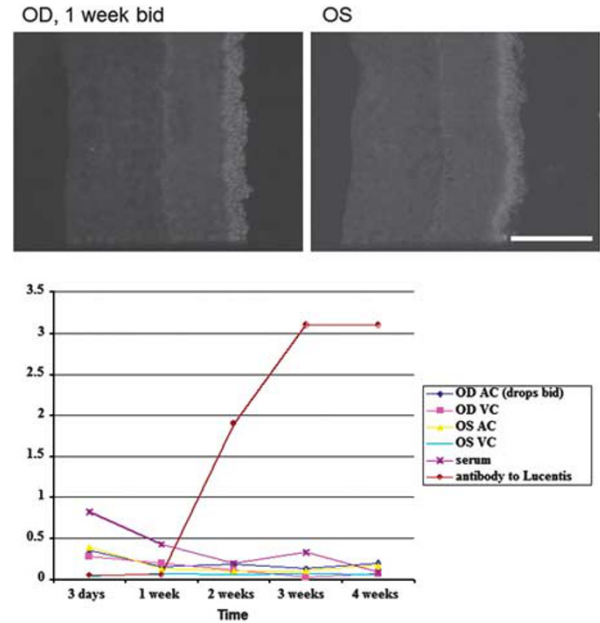 OD, 1 week bid
OS
3.5
3
2.5
2
1.5
1
0.5
0
3 days
1 week
2 weeks
3 weeks
4 weeks
Time
OD AC (drops bid)
OD VC
OS AC
OS VC
serum
antibody to Lucentis